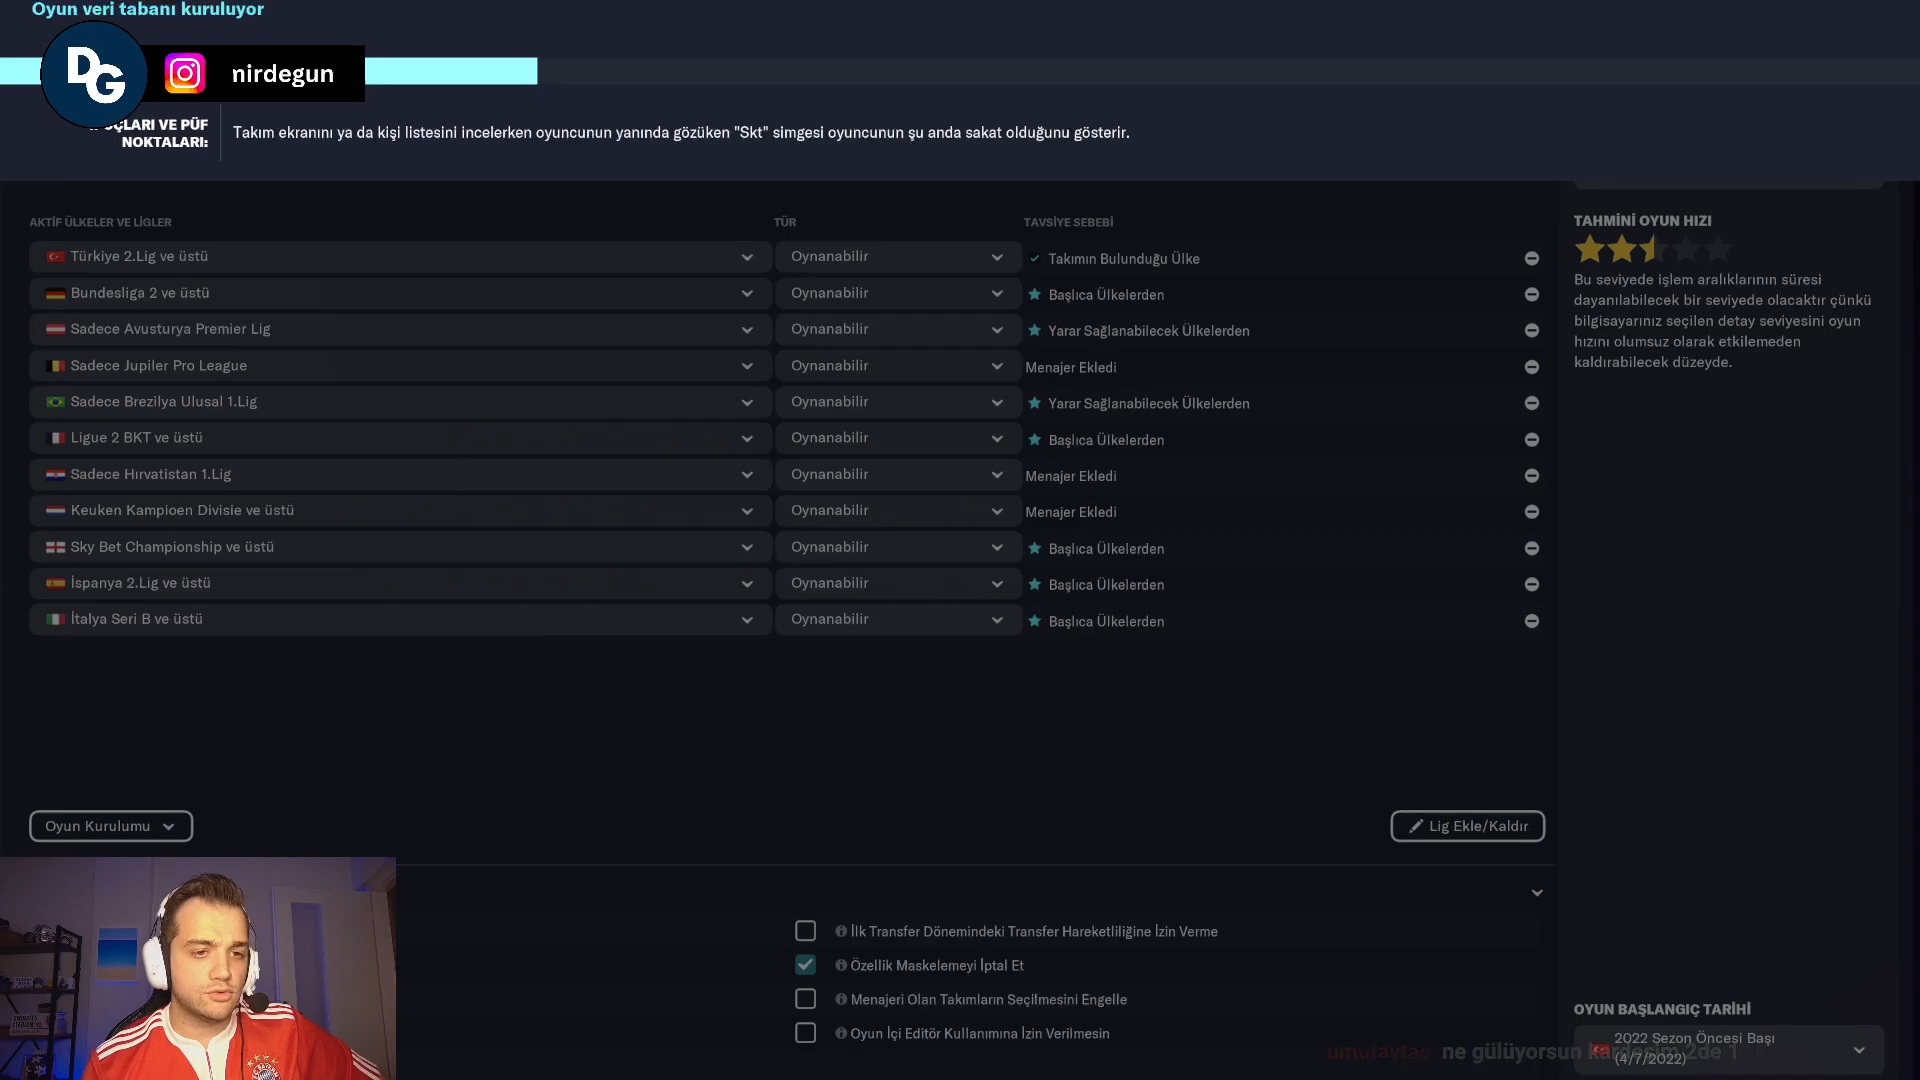 Oyun veri tabanı kuruluyor
DG
nirdegun
UÇLARI VE PÜF
NOKTALARI:
Takım ekranını ya da kişi listesini incelerken oyuncunun yanında gözüken "Skt" simgesi oyuncunun şu anda sakat olduğunu gösterir.
AKTİF ÜLKELER VE LİGLER TÜR TAVSİYE SEBEBİ
Türkiye 2.Lig ve üstü Oynanabilir Takımın Bulunduğu Ülke
Bundesliga 2 ve üstü Oynanabilir Başlıca Ülkelerden
Sadece Avusturya Premier Lig Oynanabilir Yarar Sağlanabilecek Ülkelerden
Sadece Jupiler Pro League Oynanabilir Menajer Ekledi
Sadece Brezilya Ulusal 1.Lig Oynanabilir Yarar Sağlanabilecek Ülkelerden
Ligue 2 BKT ve üstü Oynanabilir Başlıca Ülkelerden
Sadece Hırvatistan 1.Lig Oynanabilir Menajer Ekledi
Keuken Kampioen Divisie ve üstü Oynanabilir Menajer Ekledi
Sky Bet Championship ve üstü Oynanabilir Başlıca Ülkelerden
İspanya 2.Lig ve üstü Oynanabilir Başlıca Ülkelerden
İtalya Seri B ve üstü Oynanabilir Başlıca Ülkelerden
TAHMİNİ OYUN HIZI
Bu seviyede işlem aralıklarının süresi
dayanılabilecek bir seviyede olacaktır çünkü
bilgisayarınız seçilen detay seviyesini oyun
hızını olumsuz olarak etkilemeden
kaldırabilecek düzeyde.
Oyun Kurulumu
Lig Ekle/Kaldır
İlk Transfer Dönemindeki Transfer Hareketliliğine İzin Verme
Özellik Maskelemeyi İptal Et
Menajeri Olan Takımların Seçilmesini Engelle
Oyun İçi Editör Kullanımına İzin Verilmesin
OYUN BAŞLANGIÇ TARİHİ
2022 Sezon Öncesi Başı
(4/7/2022)
umutaytac ne gülüyorsun kardeşim 2de 1